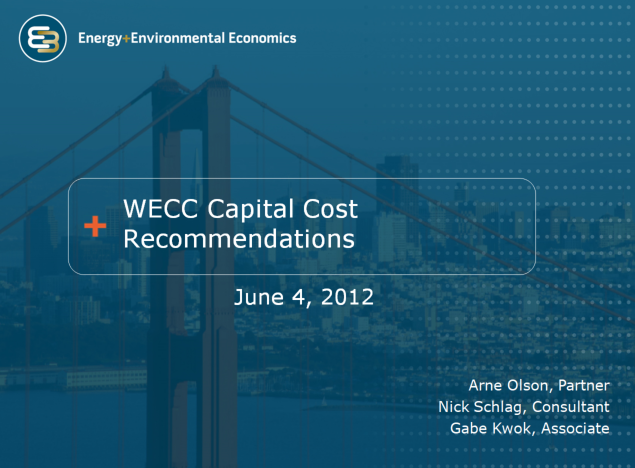 Energy+Environmental Economics
+ WECC Capital Cost
Recommendations
June 4, 2012
Arne Olson, Partner
Nick Schlag, Consultant
Gabe Kwok, Associate